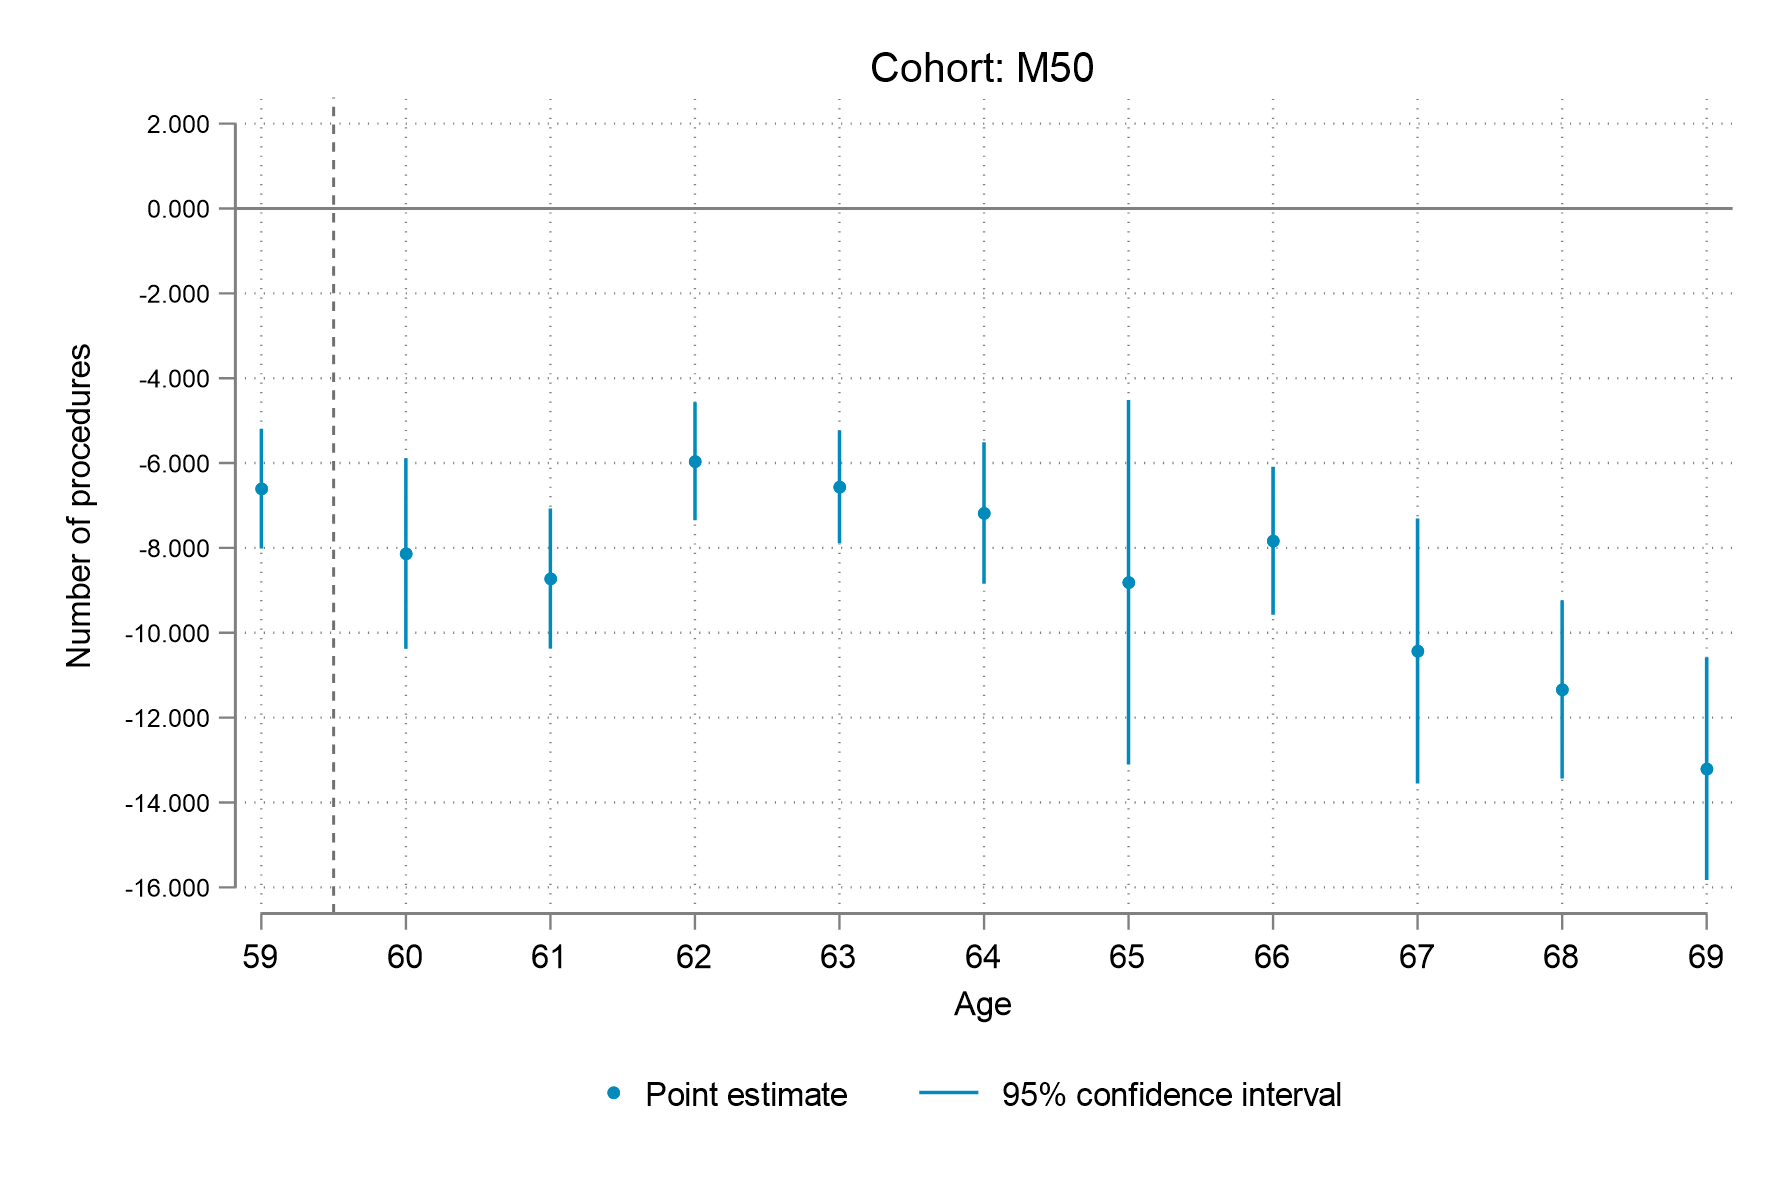 Cohort: M50
2.000
0.000
-2.000
-4.000
-6.000
-8.000
-10.000
-12.000
-14.000
-16.000
Number of procedures
59 60 61 62 63 64 65 66 67 68 69
Age
Point estimate 95% confidence interval